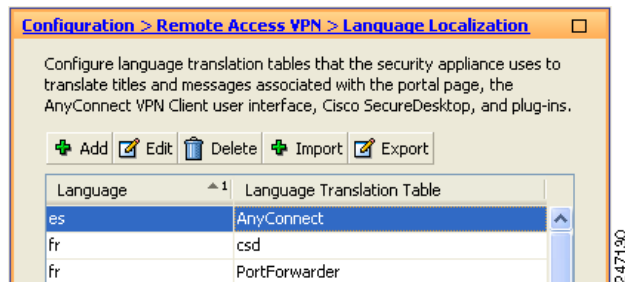 Configuration > Remote Access VPN > Language Localization
Configure language translation tables that the security appliance uses to
translate titles and messages associated with the portal page, the
AnyConnect VPN Client user interface, Cisco SecureDesktop, and plug-ins.
Add Edit Delete Import Export
Language 1 Language Translation Table
es AnyConnect
fr csd
fr PortForwarder
247130